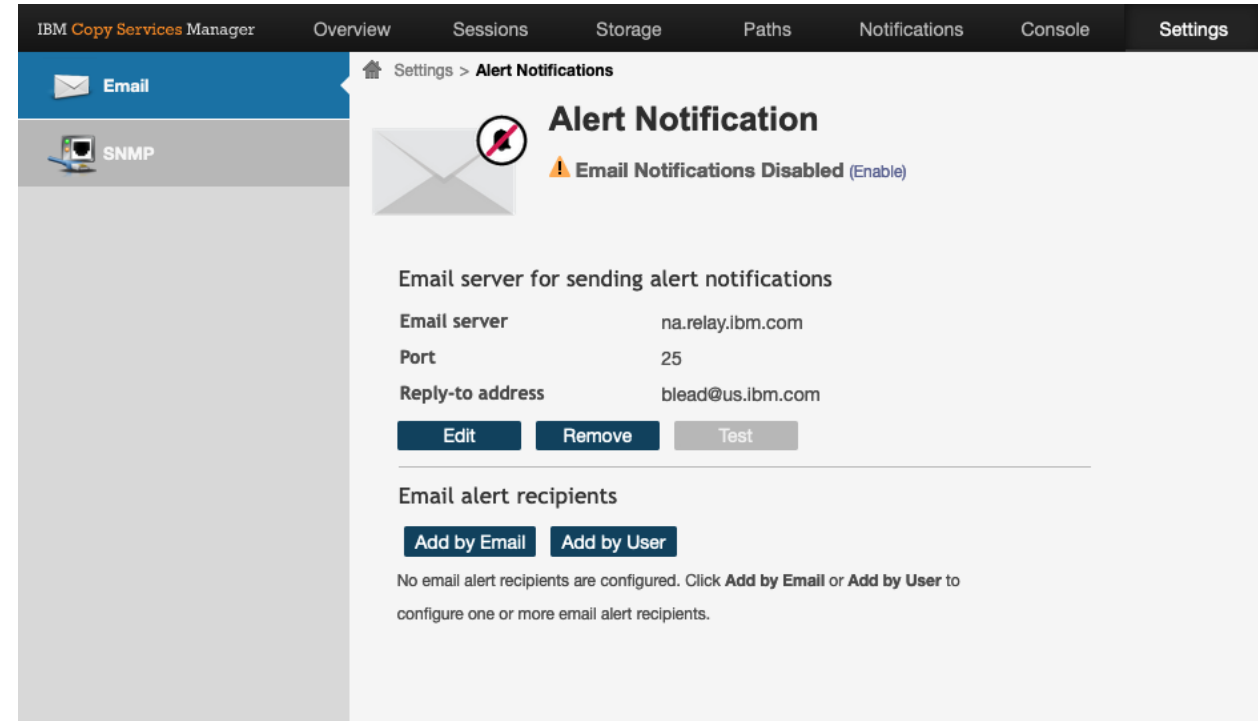 IBM Copy Services Manager Overview Sessions Storage Paths Notifications Console Settings
Email
SNMP
Settings > Alert Notifications
Alert Notification
Email Notifications Disabled (Enable)
Email server for sending alert notifications
Email server na.relay.ibm.com
Port 25
Reply-to address blead@us.ibm.com
Edit Remove Test
Email alert recipients
Add by Email Add by User
No email alert recipients are configured. Click Add by Email or Add by User to
configure one or more email alert recipients.